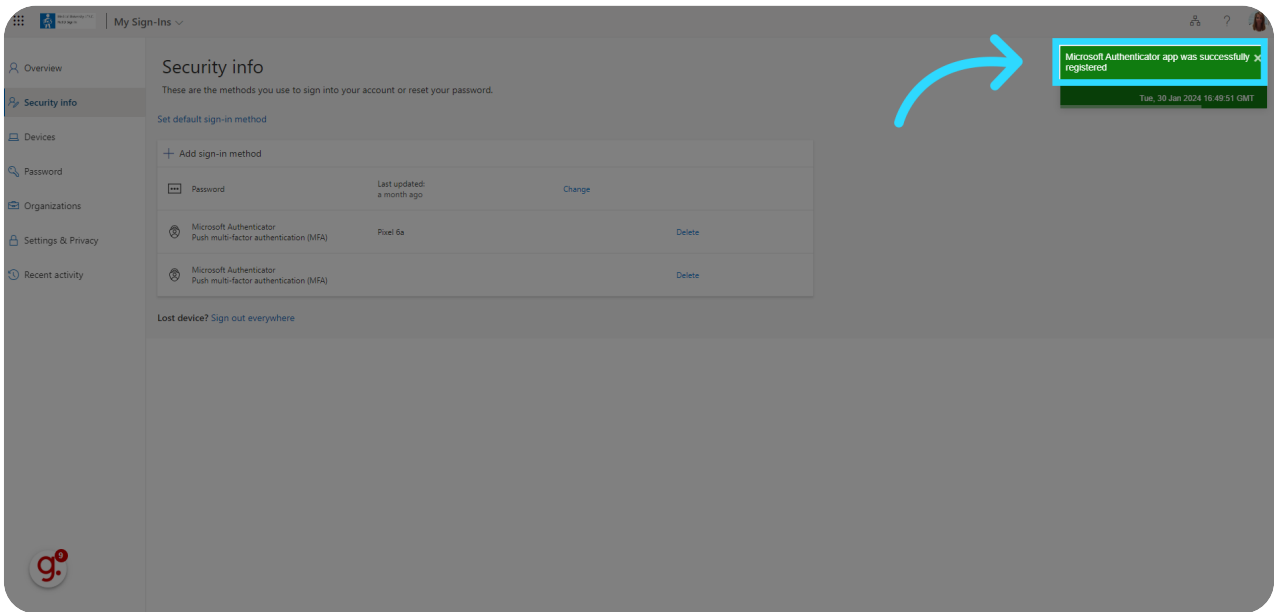 My Sign-Ins
?
Microsoft Authenticator app was successfully
registered
Tue, 30 Jan 2024 16:49:51 GMT
Overview
Security info
Devices
Password
Organizations
Settings & Privacy
Recent activity
Security info
These are the methods you use to sign into your account or reset your password.
Set default sign-in method
Add sign-in method
Password
Last updated:
a month ago
Change
Microsoft Authenticator
Push multi-factor authentication (MFA)
Pixel 6a
Delete
Microsoft Authenticator
Push multi-factor authentication (MFA)
Delete
Lost device? Sign out everywhere
g.
9